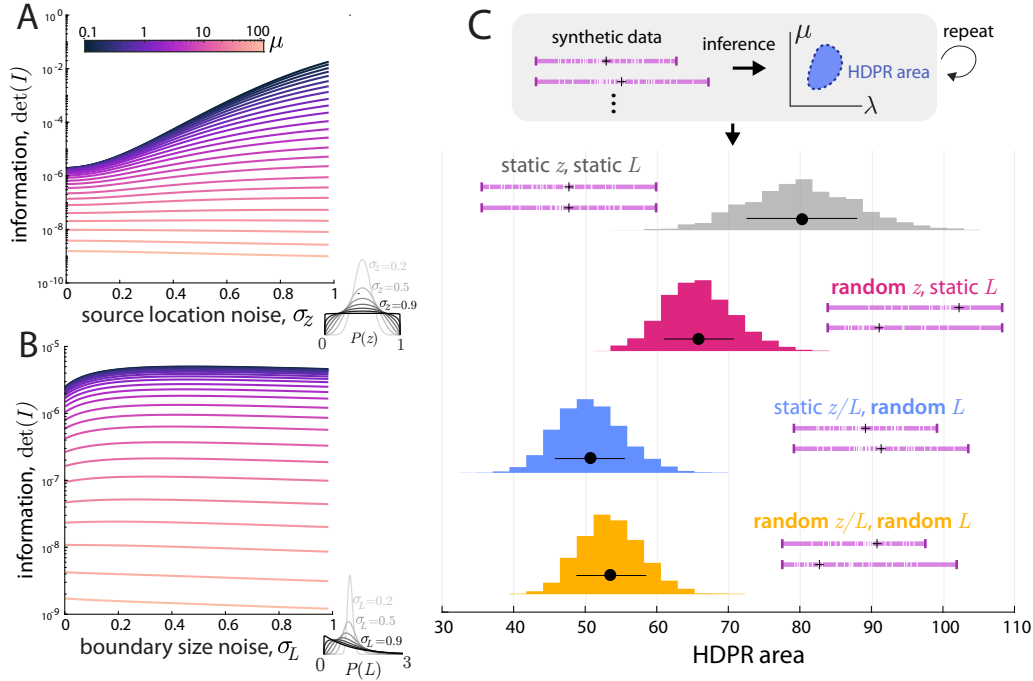 A
0.1 1 10 100 μ
information, det(I)
10⁰
10⁻²
10⁻⁴
10⁻⁶
10⁻⁸
10⁻¹⁰
0 0.2 0.4 0.6 0.8 1
source location noise, σz
σz=0.2
σz=0.5
σz=0.9
0 P(z) 1
B
information, det(I)
10⁻⁵
10⁻⁶
10⁻⁷
10⁻⁸
10⁻⁹
0 0.2 0.4 0.6 0.8 1
boundary size noise, σL
σL=0.2
σL=0.5
σL=0.9
0 P(L) 3
C
synthetic data
inference
μ
HDPR area
λ
repeat
static z, static L
random z, static L
static z/L, random L
random z/L, random L
30 40 50 60 70 80 90 100 110
HDPR area